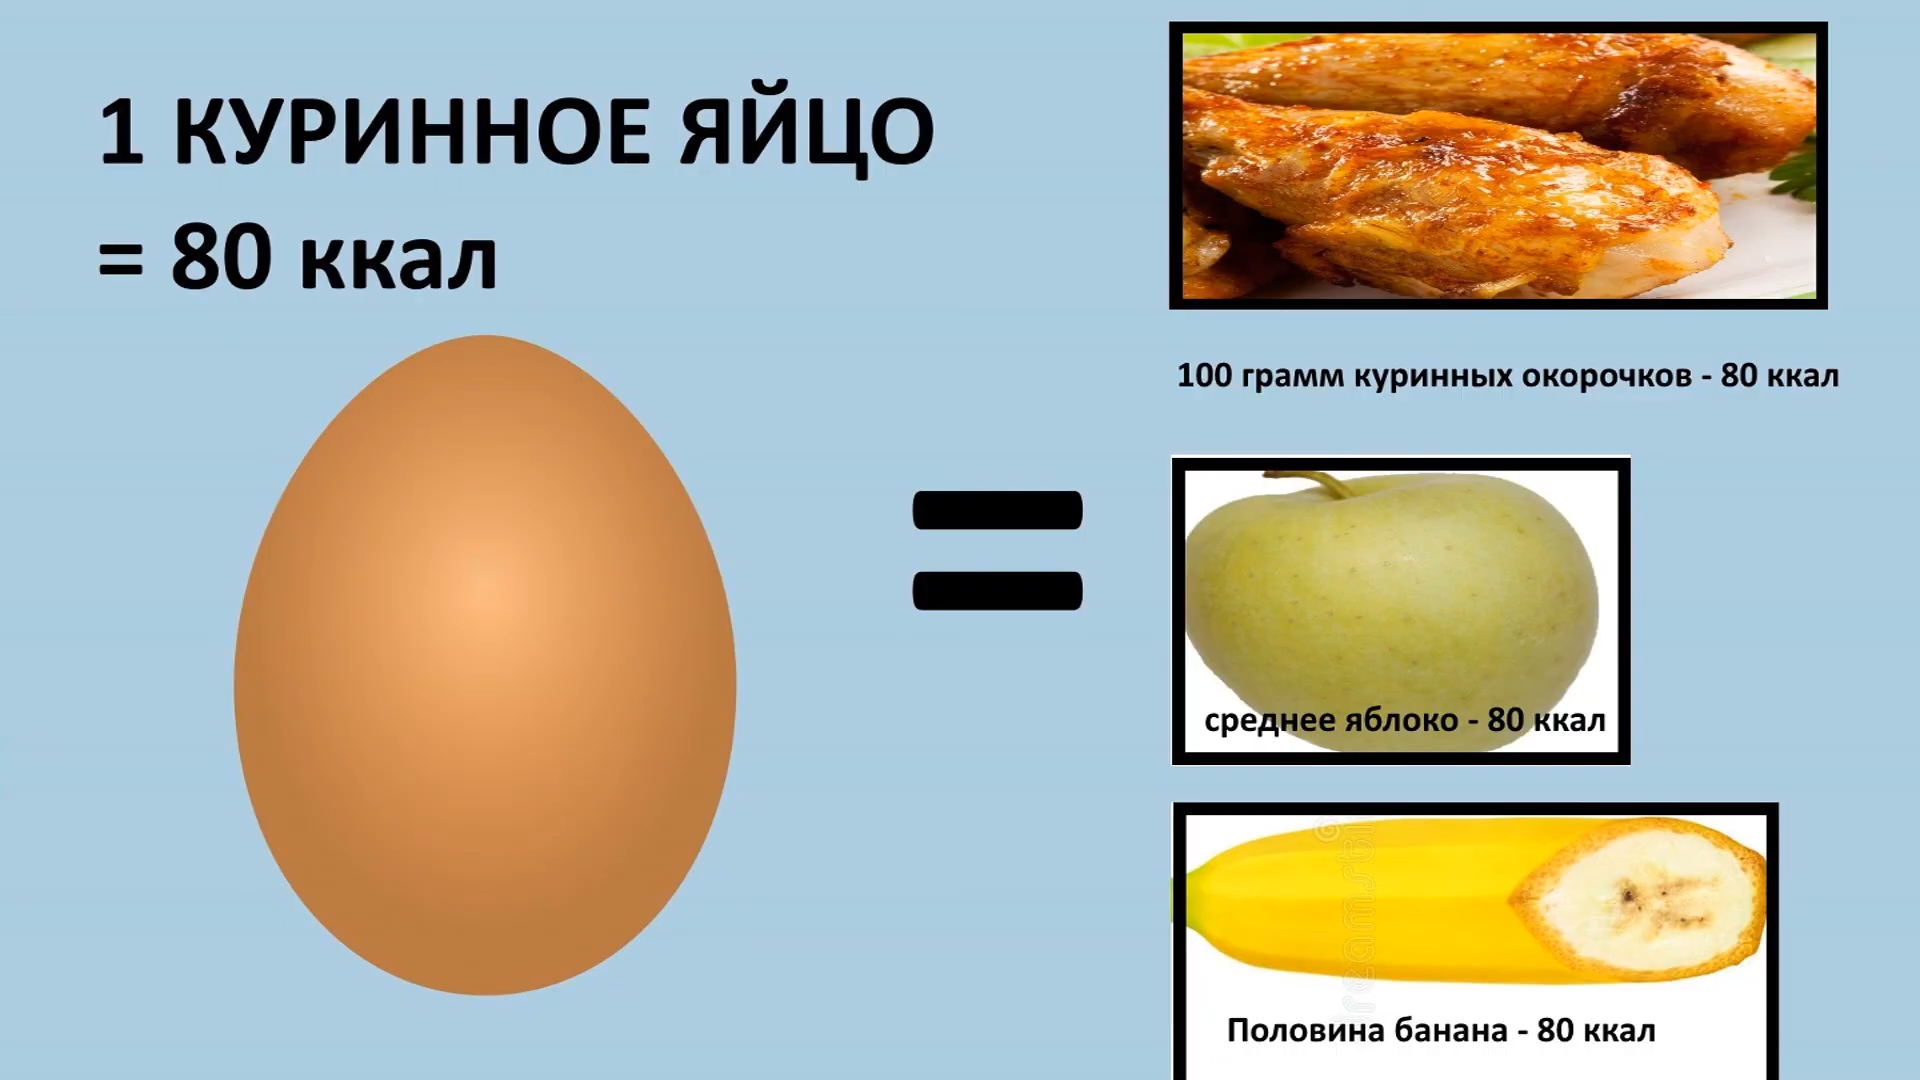 1 КУРИННОЕ ЯЙЦО
= 80 ккал
100 грамм куринных окорочков - 80 ккал
среднее яблоко - 80 ккал
Половина банана - 80 ккал